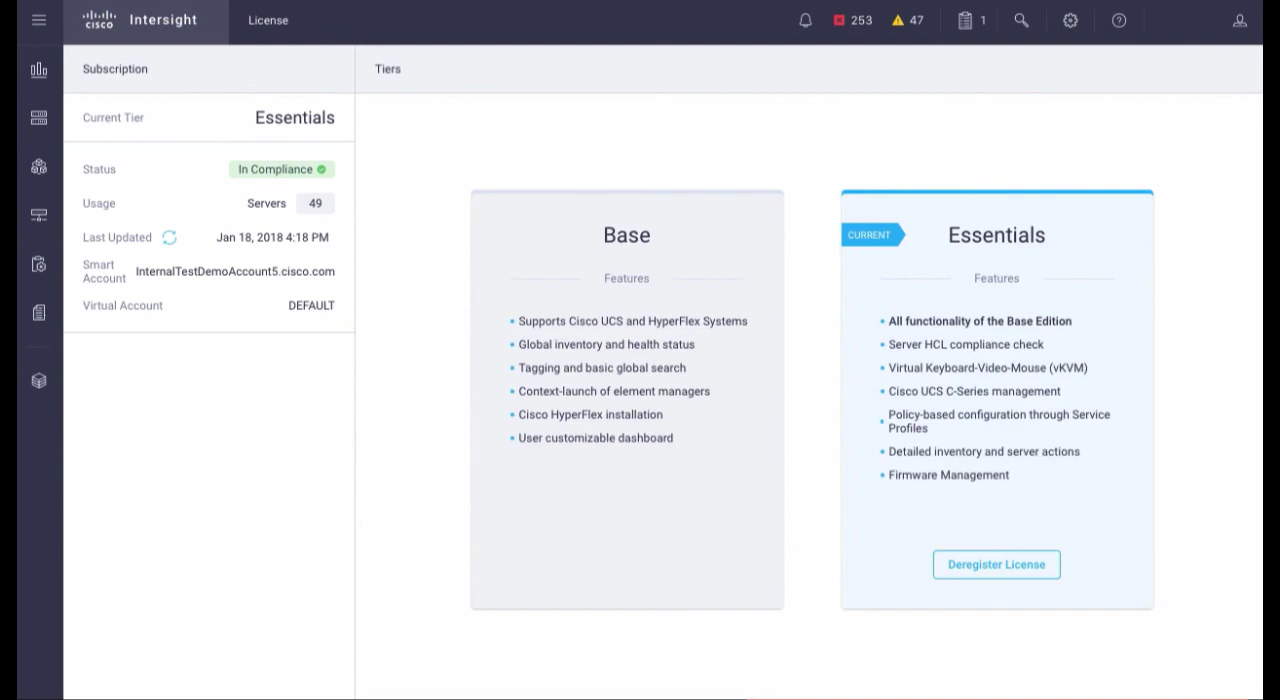 cisco Intersight
License
253
47
1
Subscription
Current Tier Essentials
Status In Compliance
Usage Servers 49
Last Updated Jan 18, 2018 4:18 PM
Smart
Account
InternalTestDemoAccount5.cisco.com
Virtual Account DEFAULT
Tiers
Base
Features
Supports Cisco UCS and HyperFlex Systems
Global inventory and health status
Tagging and basic global search
Context-launch of element managers
Cisco HyperFlex installation
User customizable dashboard
CURRENT
Essentials
Features
All functionality of the Base Edition
Server HCL compliance check
Virtual Keyboard-Video-Mouse (vKVM)
Cisco UCS C-Series management
Policy-based configuration through Service
Profiles
Detailed inventory and server actions
Firmware Management
Deregister License